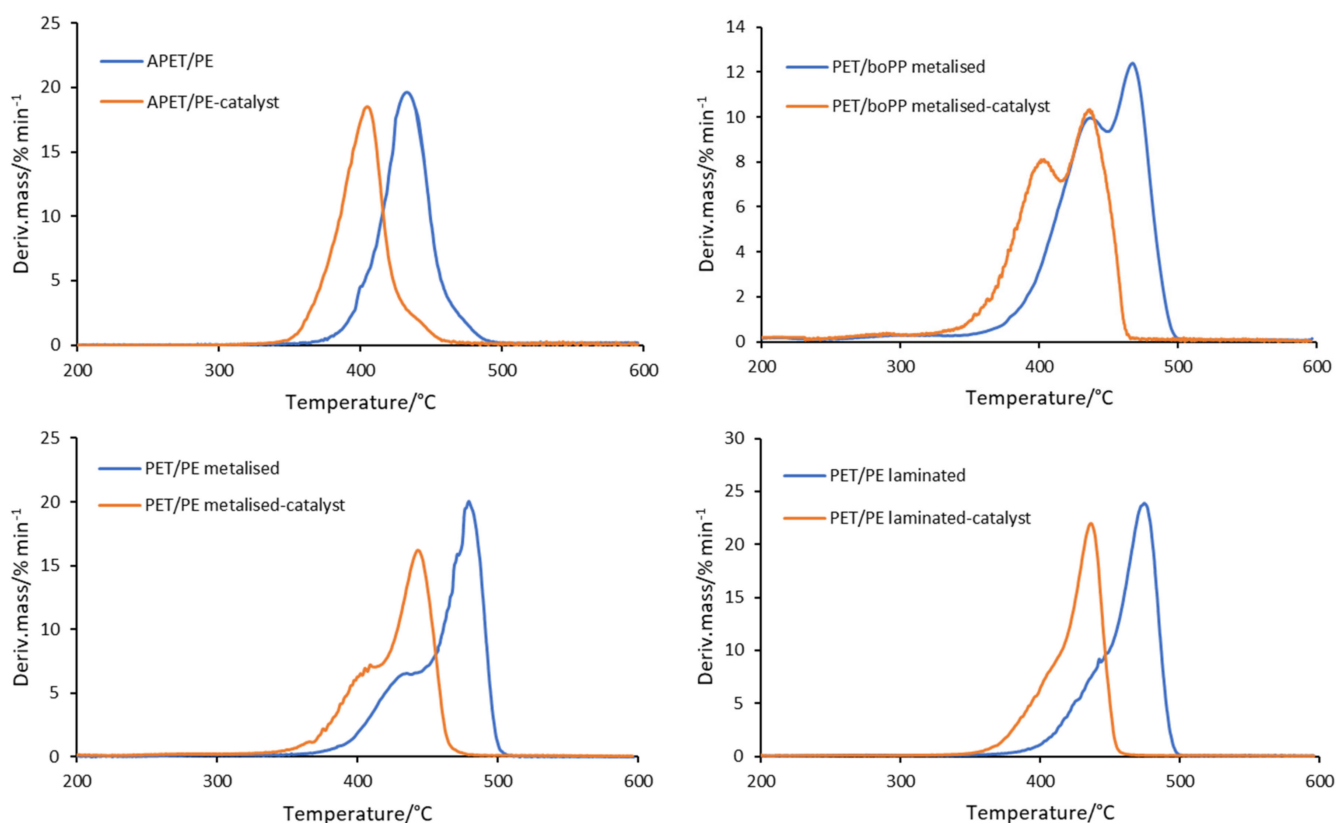 25
20
15
10
5
0
Deriv.mass/% min⁻¹
APET/PE
APET/PE-catalyst
200
300
400
500
600
Temperature/°C
14
12
10
8
6
4
2
0
Deriv.mass/% min⁻¹
PET/boPP metalised
PET/boPP metalised-catalyst
200
300
400
500
600
Temperature/°C
25
20
15
10
5
0
Deriv.mass/% min⁻¹
PET/PE metalised
PET/PE metalised-catalyst
200
300
400
500
600
Temperature/°C
30
25
20
15
10
5
0
Deriv.mass/% min⁻¹
PET/PE laminated
PET/PE laminated-catalyst
200
300
400
500
600
Temperature/°C